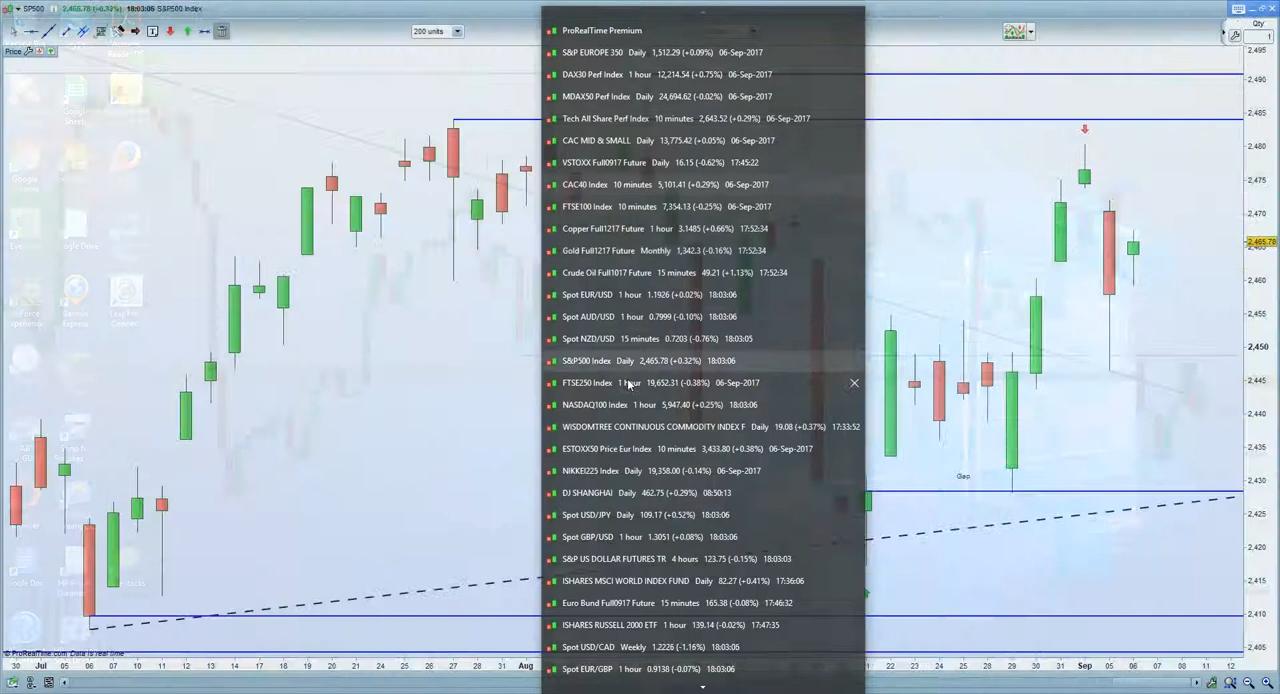 SP500 2,465.78 (+0.32%) 18:03:06 S&P500 Index
Qty
200 units
1
Price
ProRealTime Premium
S&P EUROPE 350 Daily 1,512.29 (+0.09%) 06-Sep-2017
DAX30 Perf Index 1 hour 12,214.54 (+0.75%) 06-Sep-2017
MDAX50 Perf Index Daily 24,694.62 (-0.02%) 06-Sep-2017
Tech All Share Perf Index 10 minutes 2,643.52 (+0.29%) 06-Sep-2017
CAC MID & SMALL Daily 13,775.42 (+0.05%) 06-Sep-2017
VSTOXX Full0917 Future Daily 16.15 (-0.62%) 17:45:22
CAC40 Index 10 minutes 5,101.41 (+0.29%) 06-Sep-2017
FTSE100 Index 10 minutes 7,354.13 (-0.25%) 06-Sep-2017
Copper Full1217 Future 1 hour 3.1485 (+0.66%) 17:52:34
Gold Full1217 Future Monthly 1,342.3 (-0.16%) 17:52:34
Crude Oil Full1017 Future 15 minutes 49.21 (+1.13%) 17:52:34
Spot EUR/USD 1 hour 1.1926 (+0.02%) 18:03:06
Spot AUD/USD 1 hour 0.7999 (-0.10%) 18:03:06
Spot NZD/USD 15 minutes 0.7203 (-0.76%) 18:03:05
S&P500 Index Daily 2,465.78 (+0.32%) 18:03:06
FTSE250 Index 1 hour 19,652.31 (-0.38%) 06-Sep-2017
NASDAQ100 Index 1 hour 5,947.40 (+0.25%) 18:03:06
WISDOMTREE CONTINUOUS COMMODITY INDEX F Daily 19.08 (+0.37%) 17:33:52
ESTOXX50 Price Eur Index 10 minutes 3,433.80 (+0.38%) 06-Sep-2017
NIKKEI225 Index Daily 19,358.00 (-0.14%) 06-Sep-2017
DJ SHANGHAI Daily 462.75 (+0.29%) 08:50:13
Spot USD/JPY Daily 109.17 (+0.52%) 18:03:06
Spot GBP/USD 1 hour 1.3051 (+0.08%) 18:03:06
S&P US DOLLAR FUTURES TR 4 hours 123.75 (-0.15%) 18:03:03
ISHARES MSCI WORLD INDEX FUND Daily 82.27 (+0.41%) 17:36:06
Euro Bund Full0917 Future 15 minutes 165.38 (-0.08%) 17:46:32
ISHARES RUSSELL 2000 ETF 1 hour 139.14 (-0.02%) 17:47:35
Spot USD/CAD Weekly 1.2226 (-1.16%) 18:03:06
Spot EUR/GBP 1 hour 0.9138 (-0.07%) 18:03:06
Gap
2,495
2,490
2,485
2,480
2,475
2,470
2,465.78
2,460
2,455
2,450
2,445
2,440
2,435
2,430
2,425
2,420
2,415
2,410
2,405
© ProRealTime.com Data is real time
30 Jul 05 06 07 10 11 12 13 14 17 18 19 20 21 24 25 26 27 28 31 Aug 22 23 24 25 28 29 30 31 Sep 05 06 07 08 11 12